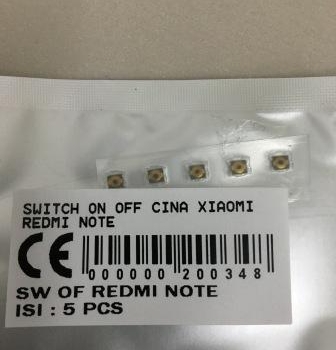 SWITCH ON OFF CINA XIAOMI
REDMI NOTE
CE
000000 200348
SW OF REDMI NOTE
ISI : 5 PCS